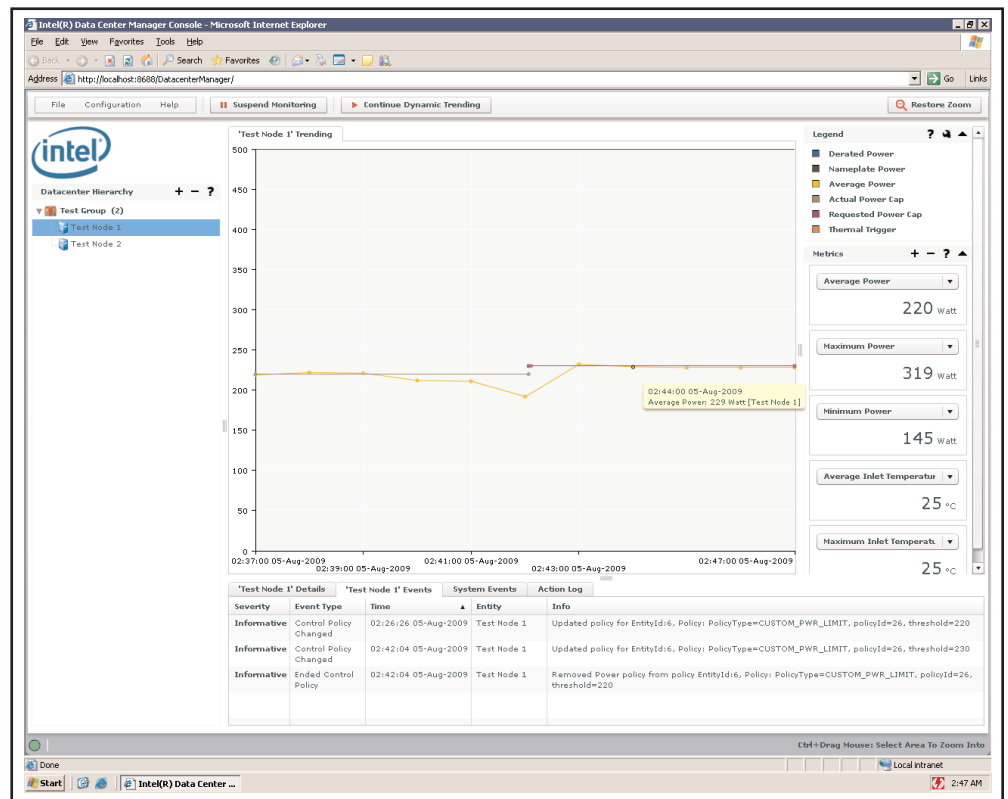 Intel(R) Data Center Manager Console - Microsoft Internet Explorer
File Edit View Favorites Tools Help
Back Search Favorites
Address http://localhost:8688/DatacenterManager/ Go Links
File Configuration Help Suspend Monitoring Continue Dynamic Trending Restore Zoom
intel
Datacenter Hierarchy + − ?
Test Group (2)
Test Node 1
Test Node 2
'Test Node 1' Trending
500
450
400
350
300
250
200
150
100
50
0
02:37:00 05-Aug-2009
02:39:00 05-Aug-2009
02:41:00 05-Aug-2009
02:43:00 05-Aug-2009
02:47:00 05-Aug-2009
02:44:00 05-Aug-2009
Average Power: 229 Watt [Test Node 1]
Legend ?
Derated Power
Nameplate Power
Average Power
Actual Power Cap
Requested Power Cap
Thermal Trigger
Metrics + − ?
Average Power
220 Watt
Maximum Power
319 Watt
Minimum Power
145 Watt
Average Inlet Temperatur
25 °C
Maximum Inlet Temperatu
25 °C
'Test Node 1' Details 'Test Node 1' Events System Events Action Log
Severity Event Type Time Entity Info
Informative Control Policy Changed 02:26:26 05-Aug-2009 Test Node 1 Updated policy for EntityId:6, Policy: PolicyType=CUSTOM_PWR_LIMIT, policyId=26, threshold=220
Informative Control Policy Changed 02:42:04 05-Aug-2009 Test Node 1 Updated policy for EntityId:6, Policy: PolicyType=CUSTOM_PWR_LIMIT, policyId=26, threshold=230
Informative Ended Control Policy 02:42:04 05-Aug-2009 Test Node 1 Removed Power policy from policy EntityId:6, Policy: PolicyType=CUSTOM_PWR_LIMIT, policyId=26, threshold=220
Ctrl+Drag Mouse: Select Area To Zoom Into
Done Local intranet
Start Intel(R) Data Center ... 2:47 AM